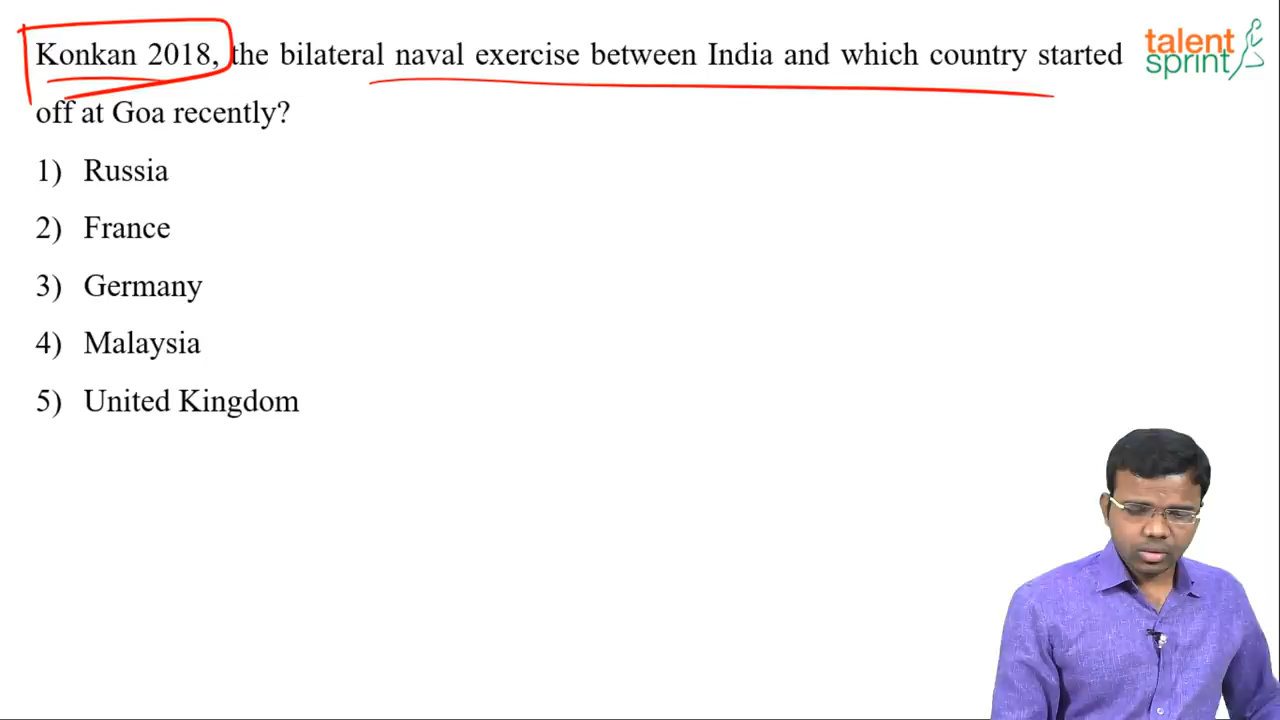 Konkan 2018, the bilateral naval exercise between India and which country started
off at Goa recently?
1) Russia
2) France
3) Germany
4) Malaysia
5) United Kingdom
talent
sprint